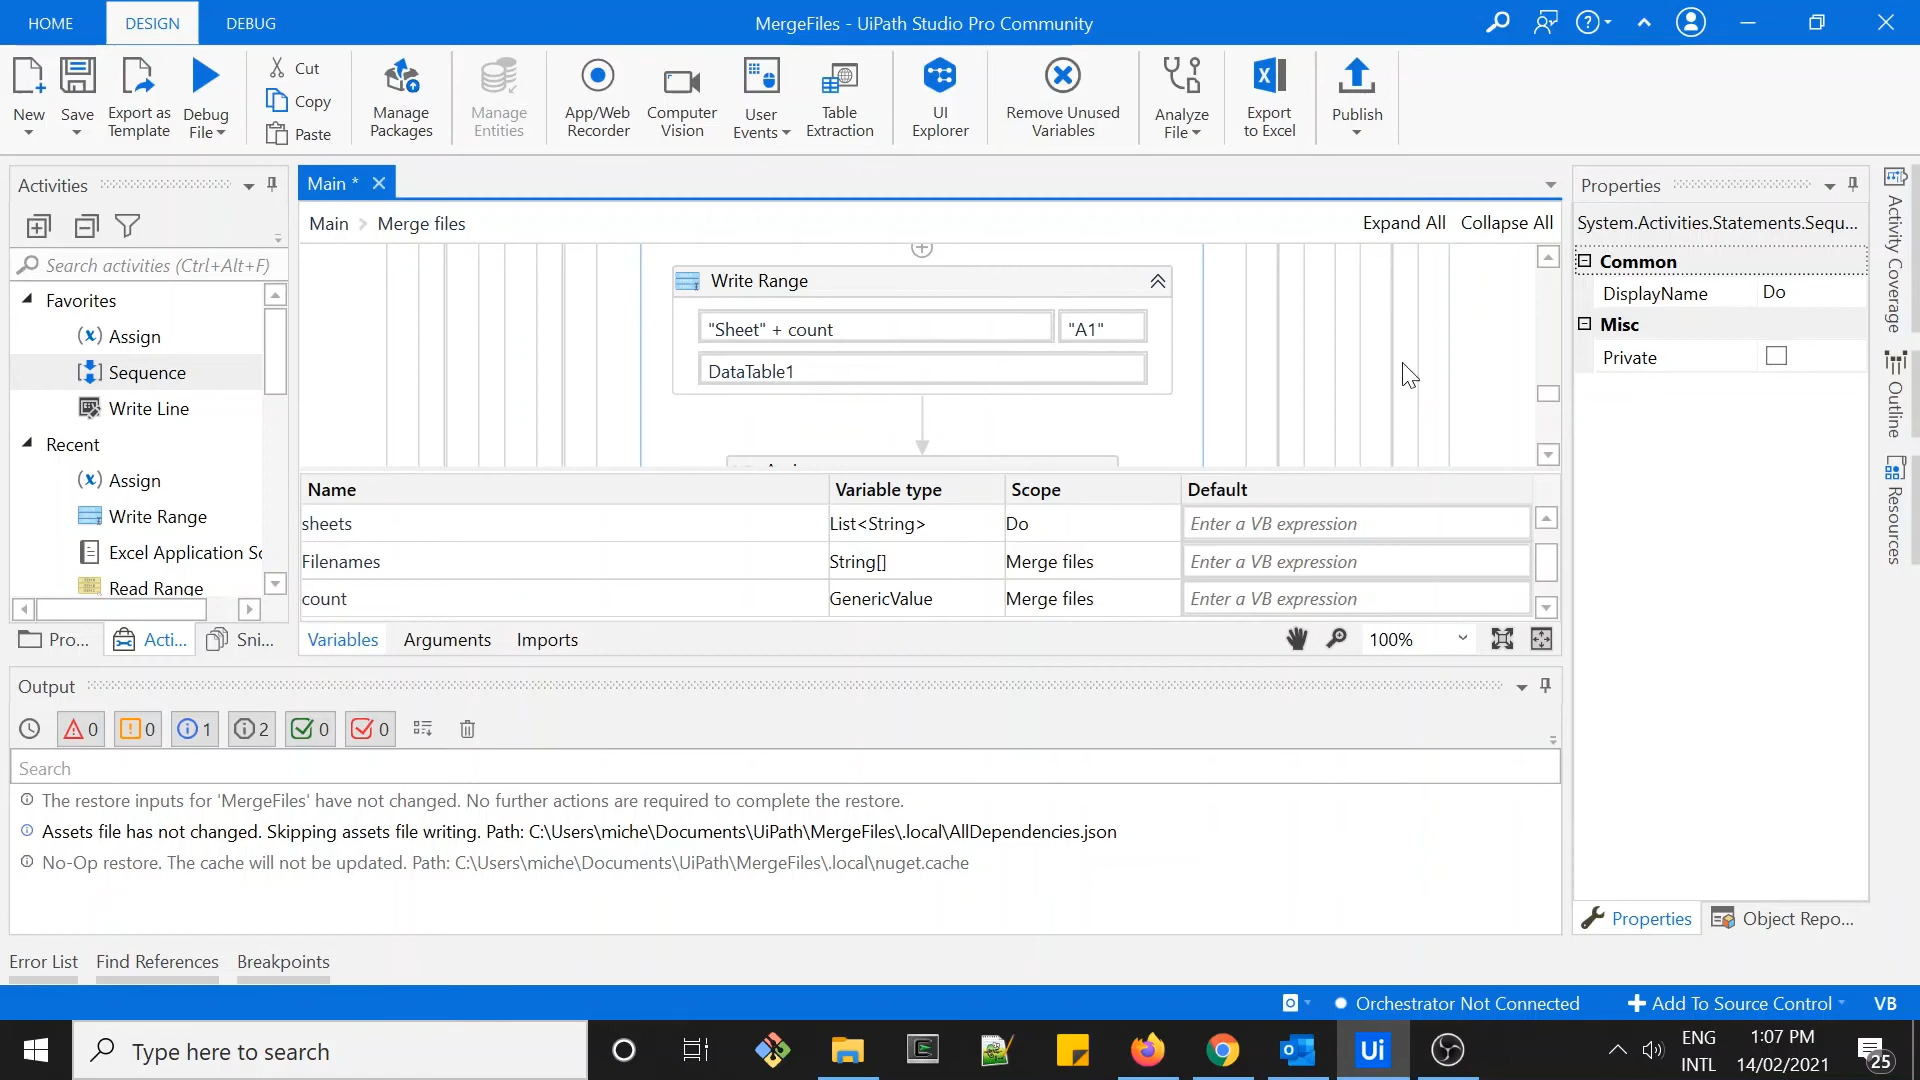 HOME
DESIGN
DEBUG
MergeFiles - UiPath Studio Pro Community
New
Save
Export as
Template
Debug
File
Cut
Copy
Paste
Manage
Packages
Manage
Entities
App/Web
Recorder
Computer
Vision
User
Events
Table
Extraction
UI
Explorer
Remove Unused
Variables
Analyze
File
Export
to Excel
Publish
Activities
Search activities (Ctrl+Alt+F)
Favorites
Assign
Sequence
Write Line
Recent
Assign
Write Range
Excel Application Sc
Read Range
Pro...
Acti...
Sni...
Main *
Main > Merge files
Expand All
Collapse All
Write Range
"Sheet" + count
"A1"
DataTable1
Name
Variable type
Scope
Default
sheets
List<String>
Do
Enter a VB expression
Filenames
String[]
Merge files
Enter a VB expression
count
GenericValue
Merge files
Enter a VB expression
Variables
Arguments
Imports
100%
Properties
System.Activities.Statements.Sequ...
Common
DisplayName
Do
Misc
Private
Properties
Object Repo...
Activity Coverage
Outline
Resources
Output
0
0
1
2
0
0
Search
The restore inputs for 'MergeFiles' have not changed. No further actions are required to complete the restore.
Assets file has not changed. Skipping assets file writing. Path: C:\Users\miche\Documents\UiPath\MergeFiles\.local\AllDependencies.json
No-Op restore. The cache will not be updated. Path: C:\Users\miche\Documents\UiPath\MergeFiles\.local\nuget.cache
Error List
Find References
Breakpoints
Orchestrator Not Connected
Add To Source Control
VB
Type here to search
Ui
ENG
INTL
1:07 PM
14/02/2021
25